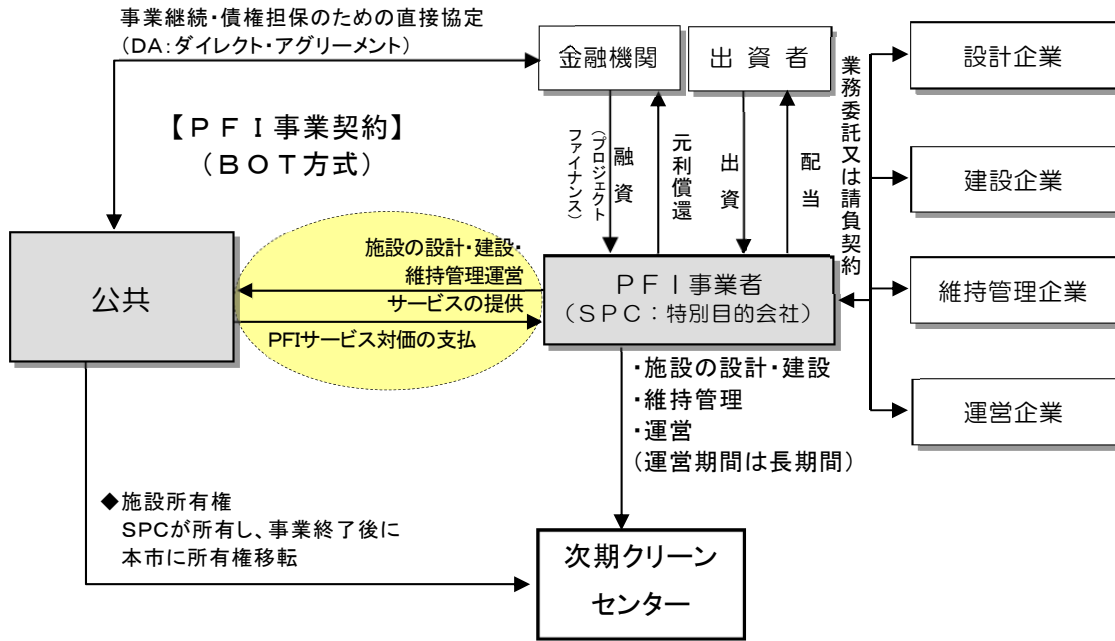 事業継続・債権担保のための直接協定
(DA:ダイレクト・アグリーメント)
金融機関
出 資 者
設計企業
【ＰＦＩ事業契約】
(ＢＯＴ方式)
融資
(プロジェクト
ファイナンス)
元利償還
出資
配当
業務委託又は請負契約
建設企業
公共
施設の設計・建設・
維持管理運営
サービスの提供
PFIサービス対価の支払
ＰＦＩ事業者
（ＳＰＣ：特別目的会社）
維持管理企業
・施設の設計・建設
・維持管理
・運営
(運営期間は長期間)
運営企業
◆施設所有権
SPCが所有し、事業終了後に
本市に所有権移転
次期クリーン
センター